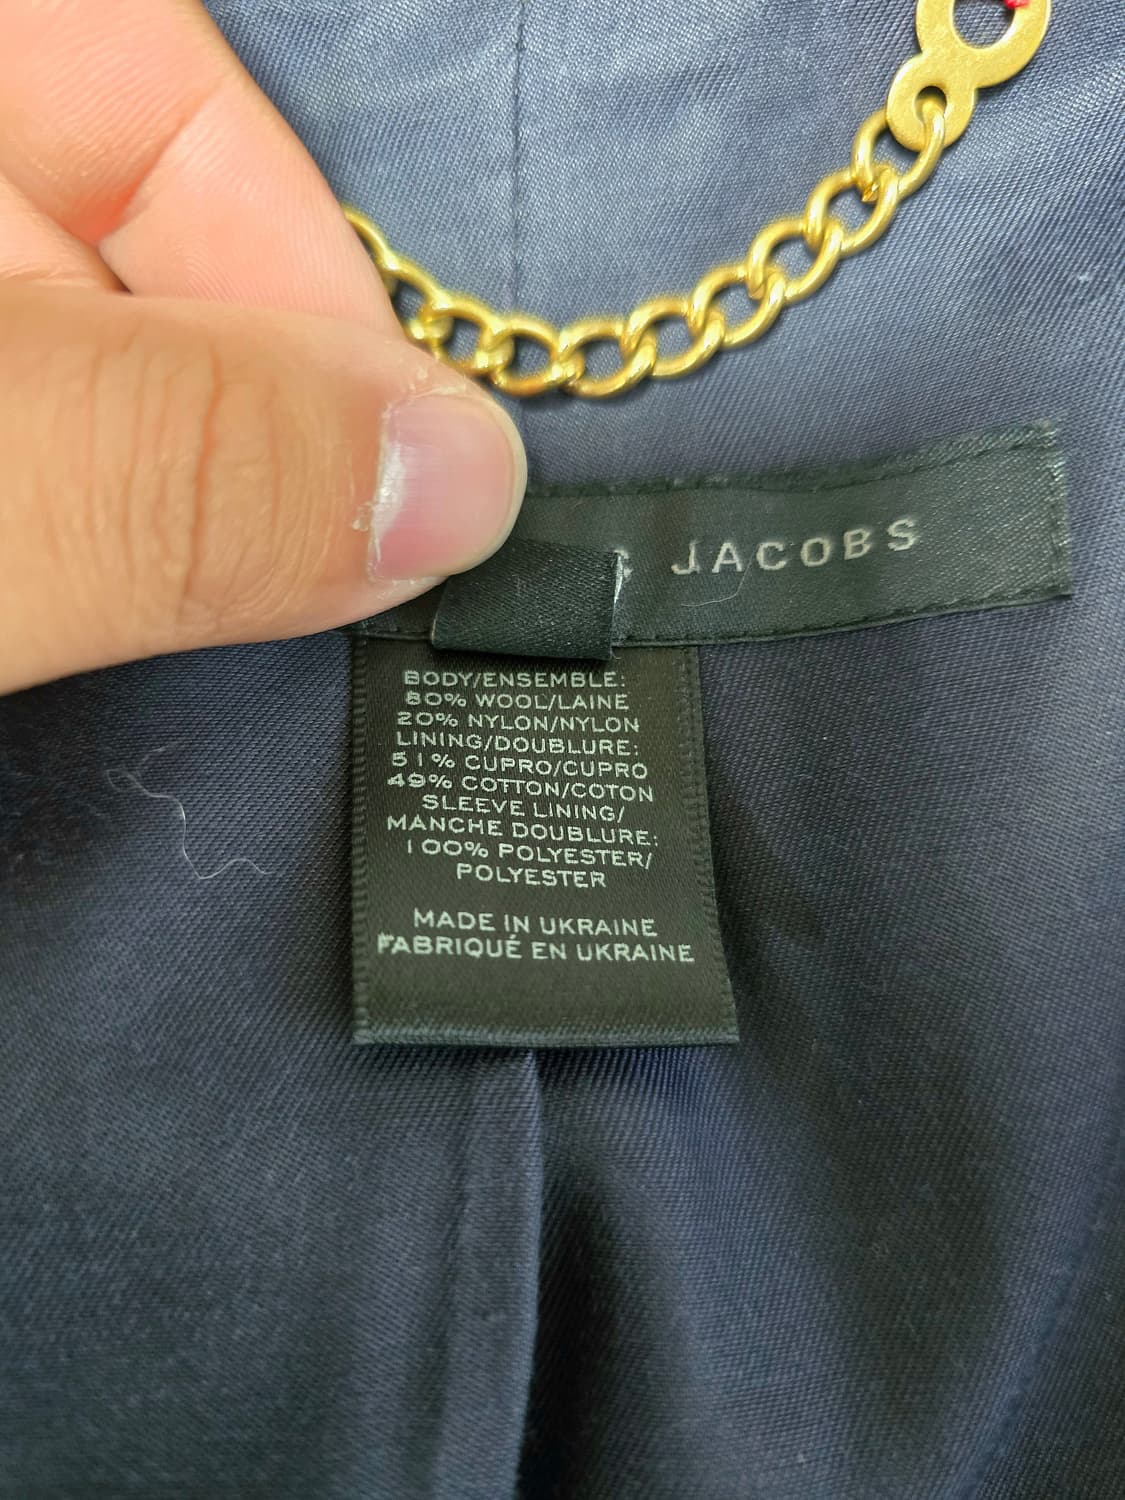 JACOBS
BODY/ENSEMBLE:
80% WOOL/LAINE
20% NYLON/NYLON
LINING/DOUBLURE:
51% CUPRO/CUPRO
49% COTTON/COTON
SLEEVE LINING/
MANCHE DOUBLURE:
100% POLYESTER/
POLYESTER
MADE IN UKRAINE
FABRIQUÉ EN UKRAINE